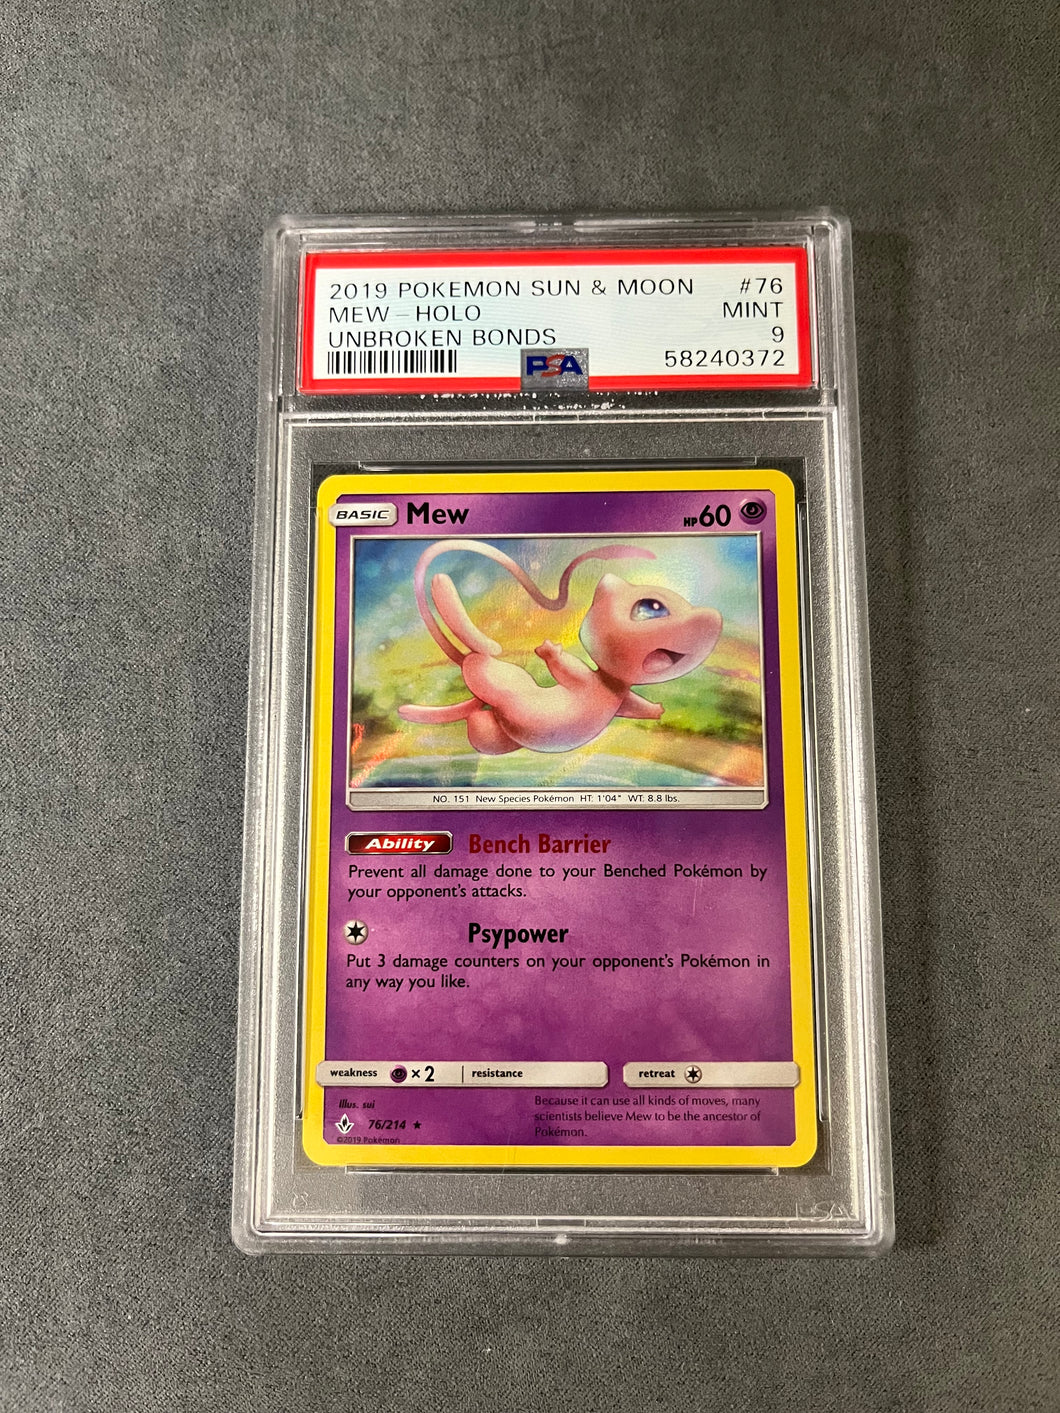 2019 POKEMON SUN & MOON #76
MEW - HOLO MINT
UNBROKEN BONDS 9
PSA 58240372
BASIC Mew HP60
NO. 151 New Species Pokémon HT: 1'04" WT: 8.8 lbs.
Ability Bench Barrier
Prevent all damage done to your Benched Pokémon by
your opponent's attacks.
Psypower
Put 3 damage counters on your opponent's Pokémon in
any way you like.
weakness ×2 resistance retreat
Illus. sui
76/214 ★
©2019 Pokémon
Because it can use all kinds of moves, many
scientists believe Mew to be the ancestor of
Pokémon.
PSA